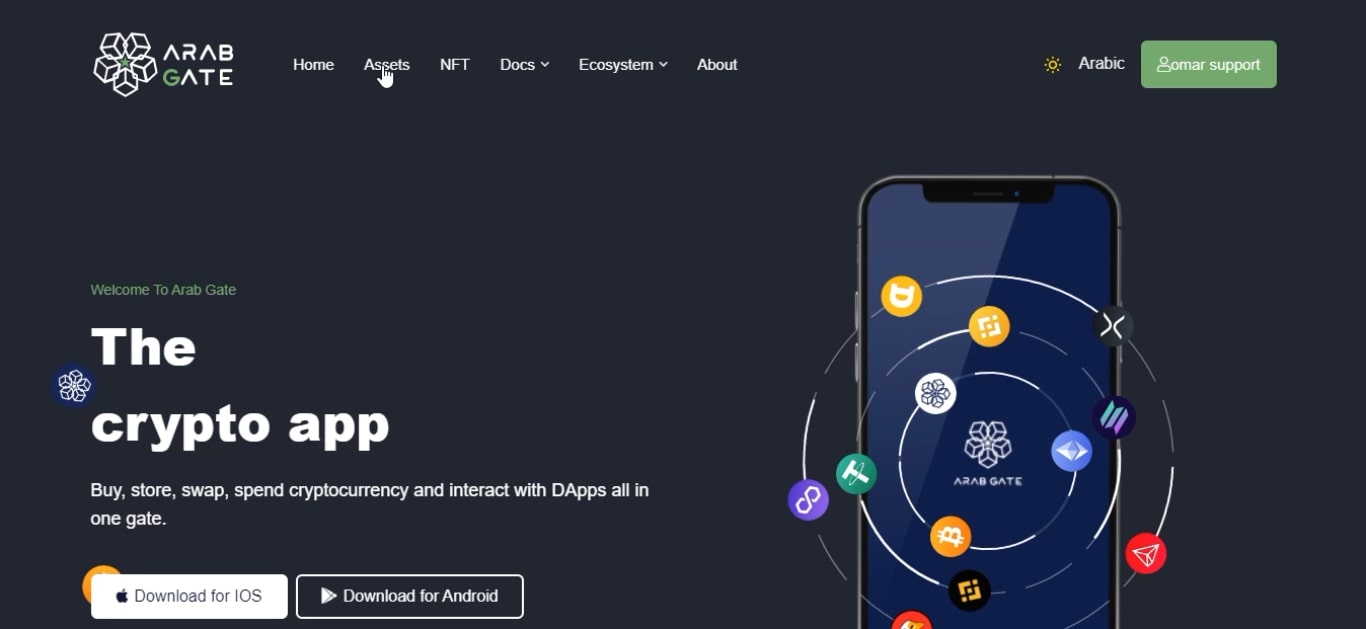 ARAB
GATE
Home
Assets
NFT
Docs
Ecosystem
About
Arabic
omar support
Welcome To Arab Gate
The
crypto app
Buy, store, swap, spend cryptocurrency and interact with DApps all in
one gate.
Download for IOS
Download for Android
ARAB GATE